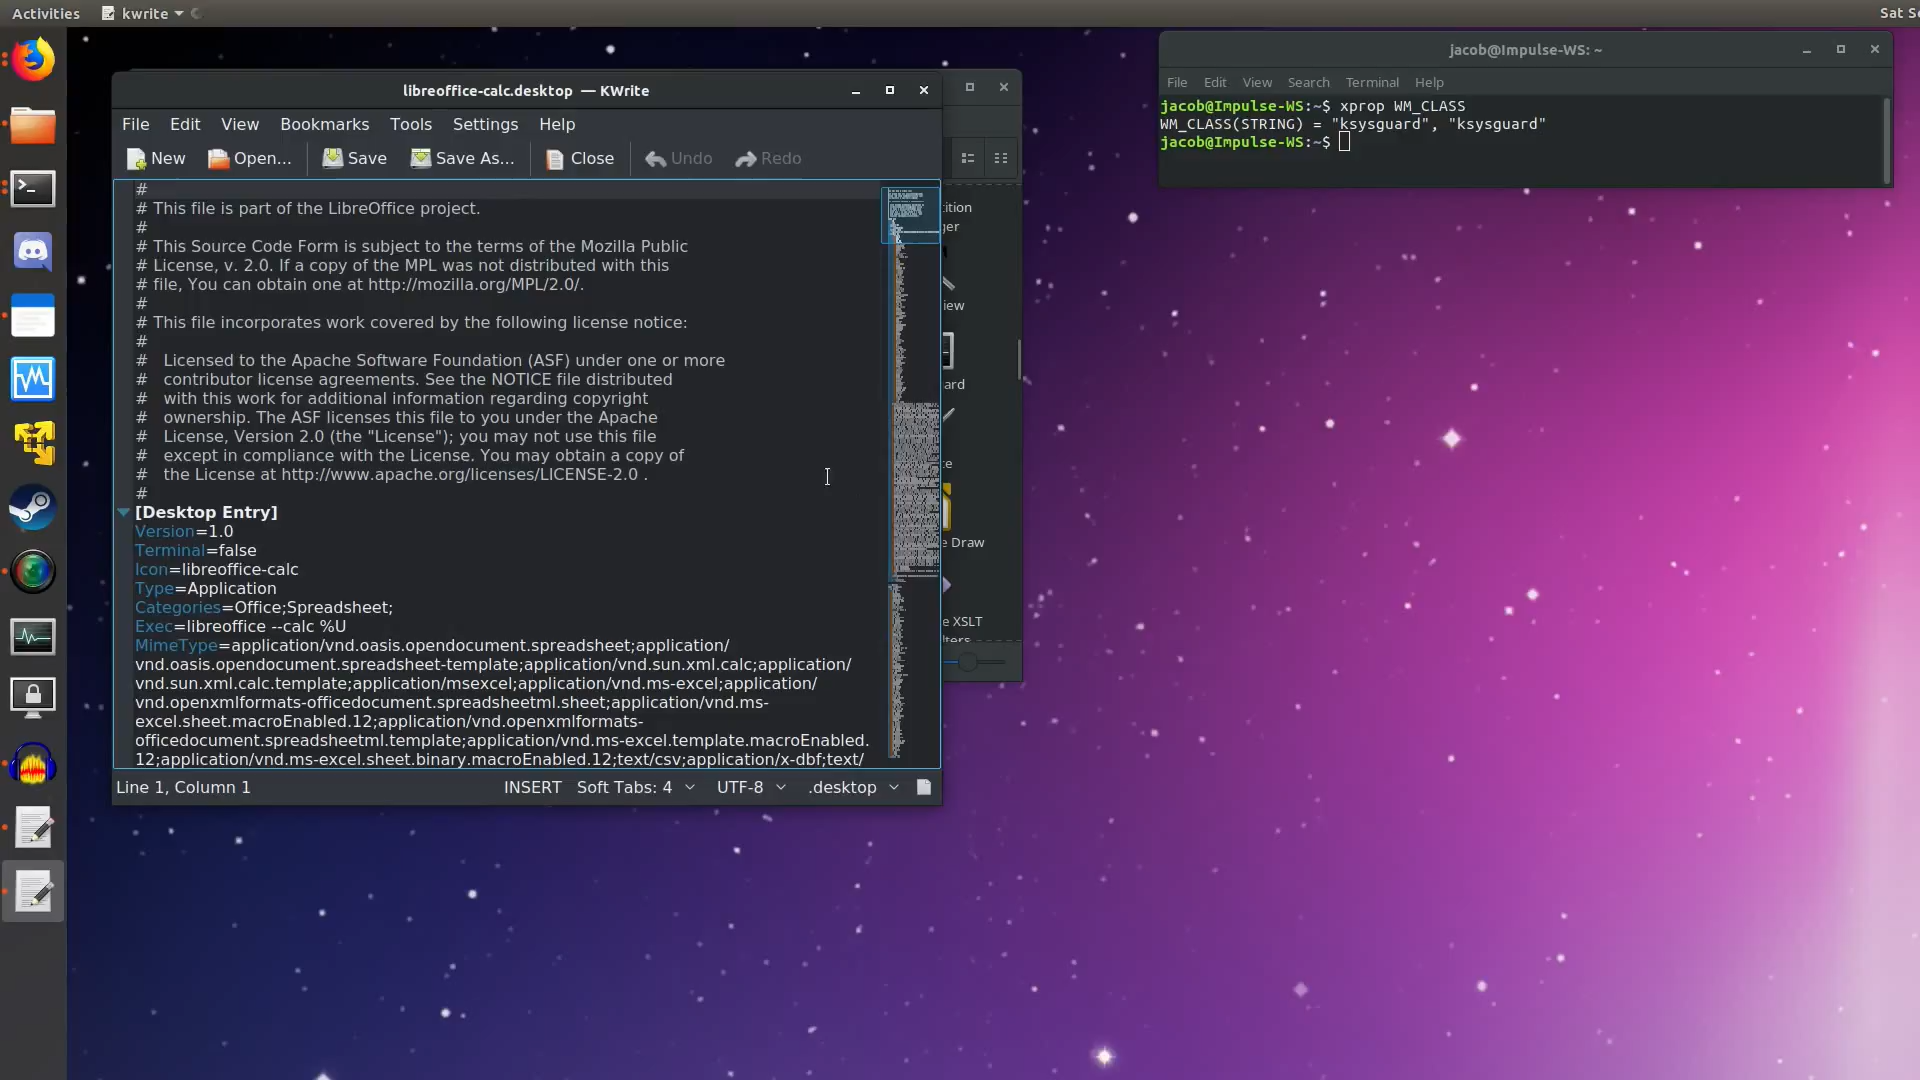 Activities
kwrite
Sat S
libreoffice-calc.desktop — KWrite
File Edit View Bookmarks Tools Settings Help
New Open... Save Save As... Close Undo Redo
#
# This file is part of the LibreOffice project.
#
# This Source Code Form is subject to the terms of the Mozilla Public
# License, v. 2.0. If a copy of the MPL was not distributed with this
# file, You can obtain one at http://mozilla.org/MPL/2.0/.
#
# This file incorporates work covered by the following license notice:
#
#   Licensed to the Apache Software Foundation (ASF) under one or more
#   contributor license agreements. See the NOTICE file distributed
#   with this work for additional information regarding copyright
#   ownership. The ASF licenses this file to you under the Apache
#   License, Version 2.0 (the "License"); you may not use this file
#   except in compliance with the License. You may obtain a copy of
#   the License at http://www.apache.org/licenses/LICENSE-2.0 .
#
[Desktop Entry]
Version=1.0
Terminal=false
Icon=libreoffice-calc
Type=Application
Categories=Office;Spreadsheet;
Exec=libreoffice --calc %U
MimeType=application/vnd.oasis.opendocument.spreadsheet;application/
vnd.oasis.opendocument.spreadsheet-template;application/vnd.sun.xml.calc;application/
vnd.sun.xml.calc.template;application/msexcel;application/vnd.ms-excel;application/
vnd.openxmlformats-officedocument.spreadsheetml.sheet;application/vnd.ms-
excel.sheet.macroEnabled.12;application/vnd.openxmlformats-
officedocument.spreadsheetml.template;application/vnd.ms-excel.template.macroEnabled.
12;application/vnd.ms-excel.sheet.binary.macroEnabled.12;text/csv;application/x-dbf;text/
Line 1, Column 1
INSERT Soft Tabs: 4 UTF-8 .desktop
ition
ger
iew
ard
ce
e Draw
e XSLT
jacob@Impulse-WS: ~
File Edit View Search Terminal Help
jacob@Impulse-WS:~$ xprop WM_CLASS
WM_CLASS(STRING) = "ksysguard", "ksysguard"
jacob@Impulse-WS:~$